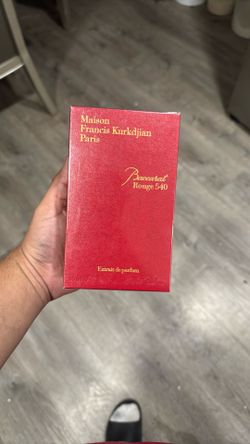 Maison
Francis Kurkdjian
Paris
Baccarat
Rouge 540
Extrait de parfum